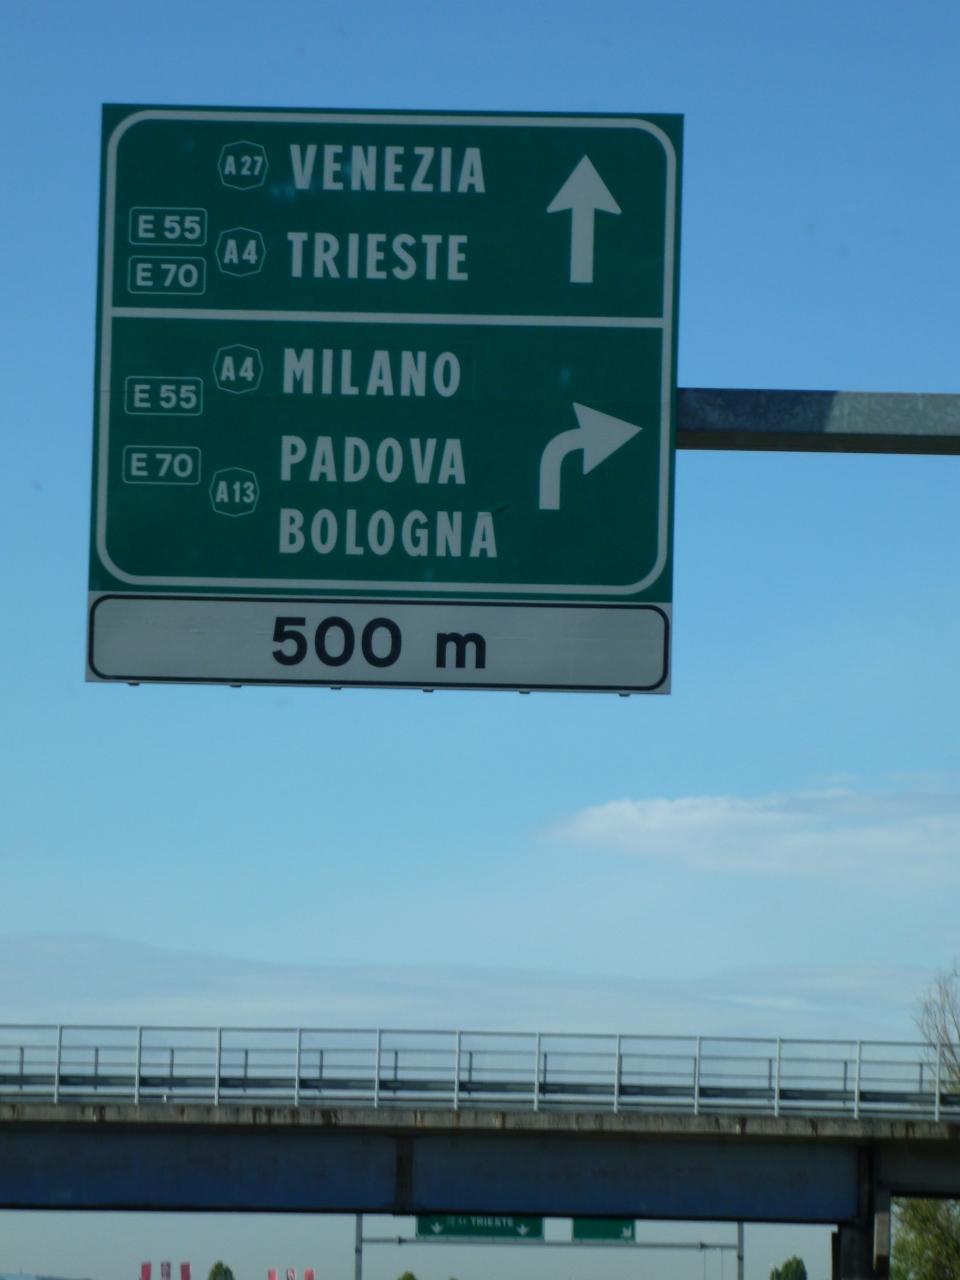 A27 VENEZIA
E 55
A4 TRIESTE
E 70
A4 MILANO
E 55
PADOVA
E 70
A13
BOLOGNA
500 m
TRIESTE